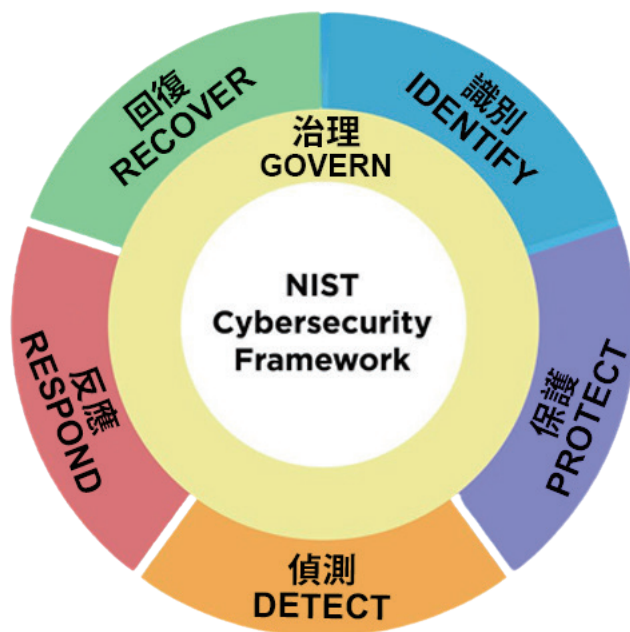 NIST
Cybersecurity
Framework
治理
GOVERN
識別
IDENTIFY
保護
PROTECT
偵測
DETECT
反應
RESPOND
回復
RECOVER